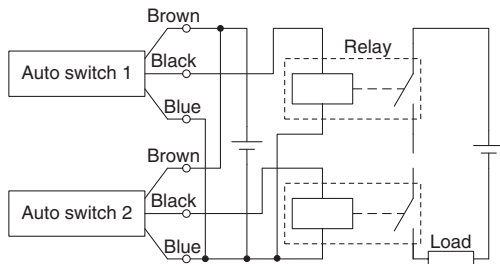 Brown
Auto switch 1
Black
Blue
Relay
Brown
Auto switch 2
Black
Blue
Load